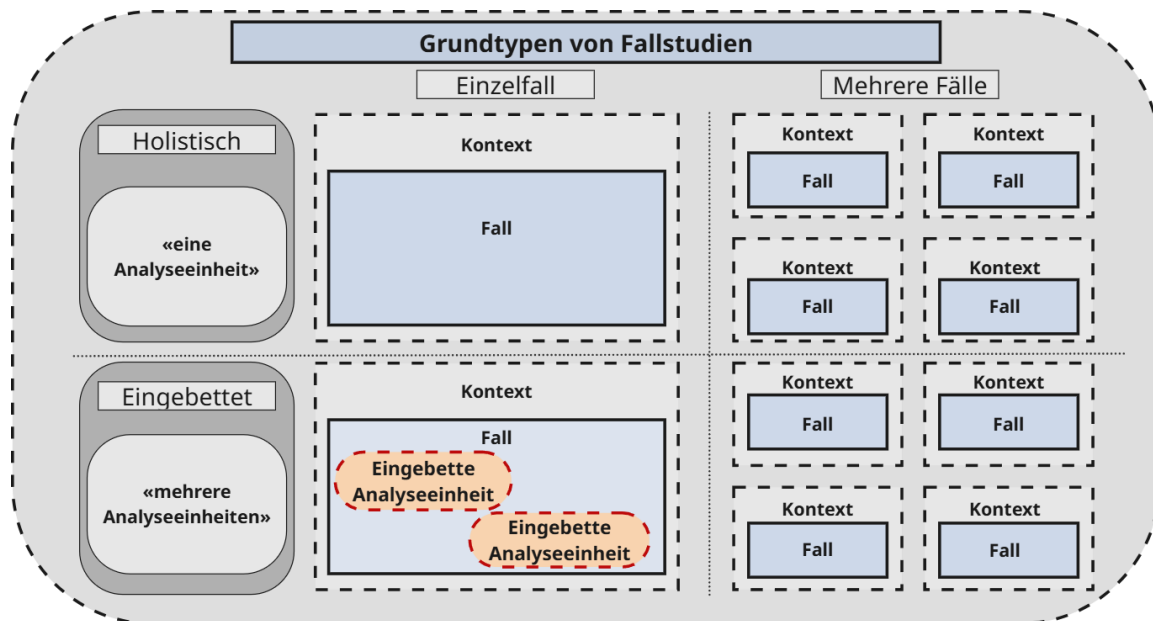 Grundtypen von Fallstudien
Einzelfall
Mehrere Fälle
Holistisch
«eine
Analyseeinheit»
Kontext
Fall
Kontext
Fall
Kontext
Fall
Kontext
Fall
Kontext
Fall
Eingebettet
«mehrere
Analyseeinheiten»
Kontext
Fall
Eingebette
Analyseeinheit
Eingebette
Analyseeinheit
Kontext
Fall
Kontext
Fall
Kontext
Fall
Kontext
Fall